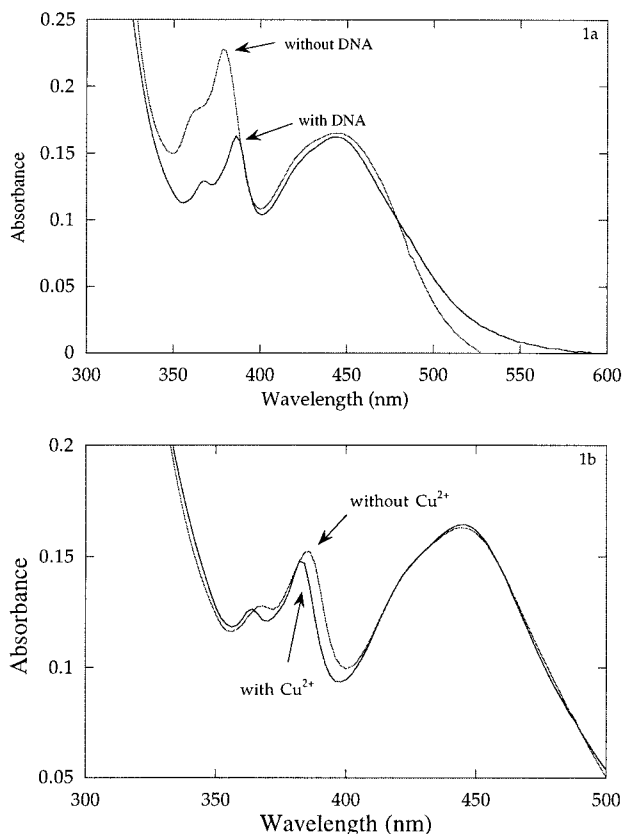 1a
0.25
0.2
0.15
0.1
0.05
0
without DNA
with DNA
Absorbance
300 350 400 450 500 550 600
Wavelength (nm)
1b
0.2
0.15
0.1
0.05
without Cu²⁺
with Cu²⁺
Absorbance
300 350 400 450 500
Wavelength (nm)